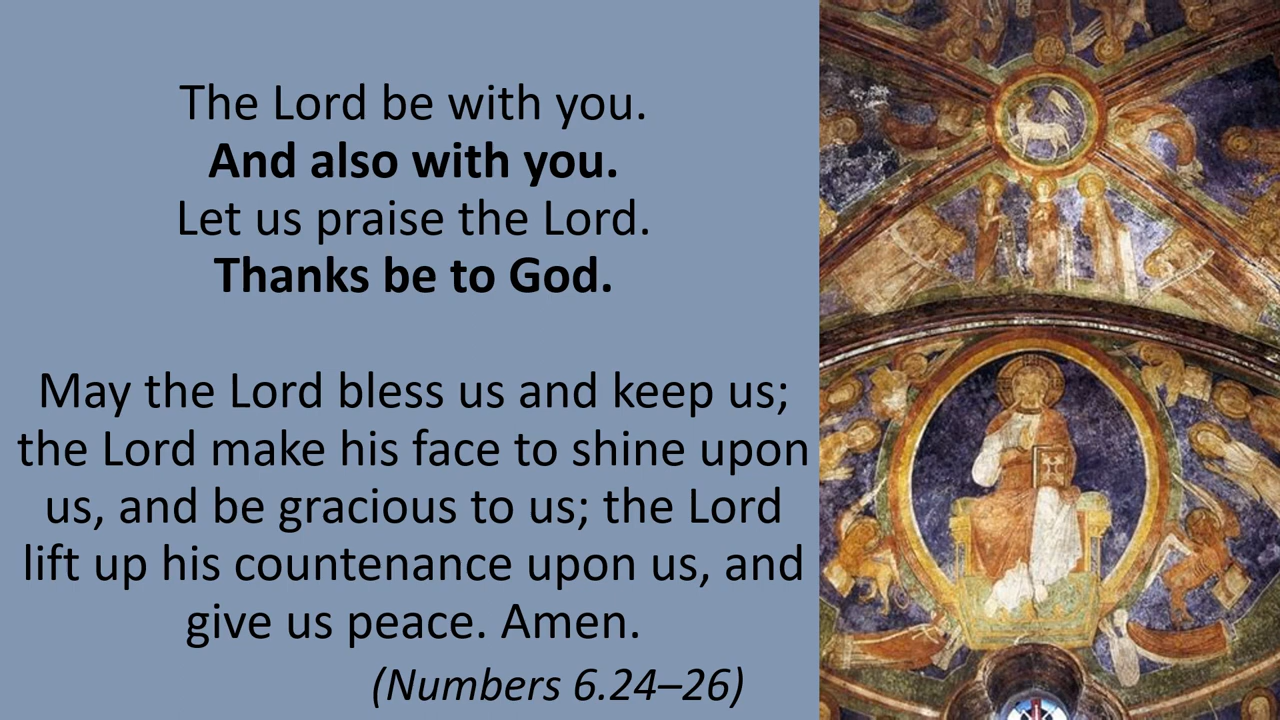 The Lord be with you.
And also with you.
Let us praise the Lord.
Thanks be to God.
May the Lord bless us and keep us;
the Lord make his face to shine upon
us, and be gracious to us; the Lord
lift up his countenance upon us, and
give us peace. Amen.
(Numbers 6.24–26)